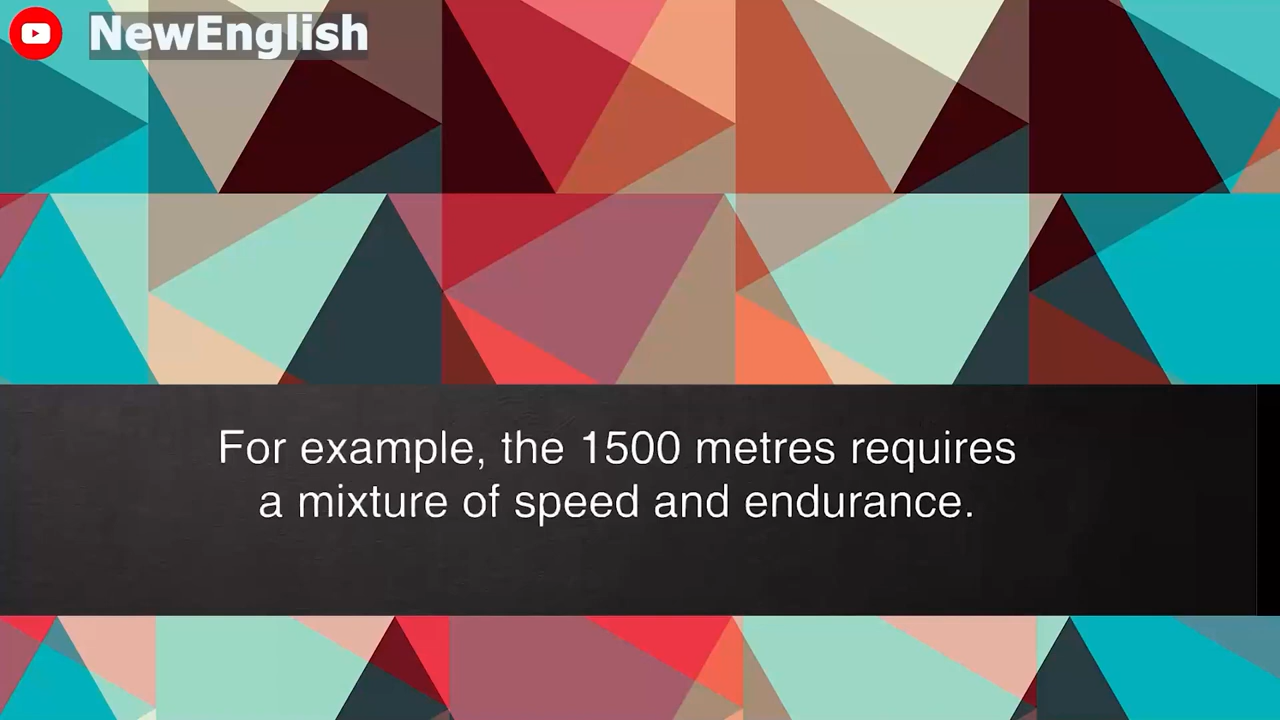 NewEnglish
For example, the 1500 metres requires
a mixture of speed and endurance.